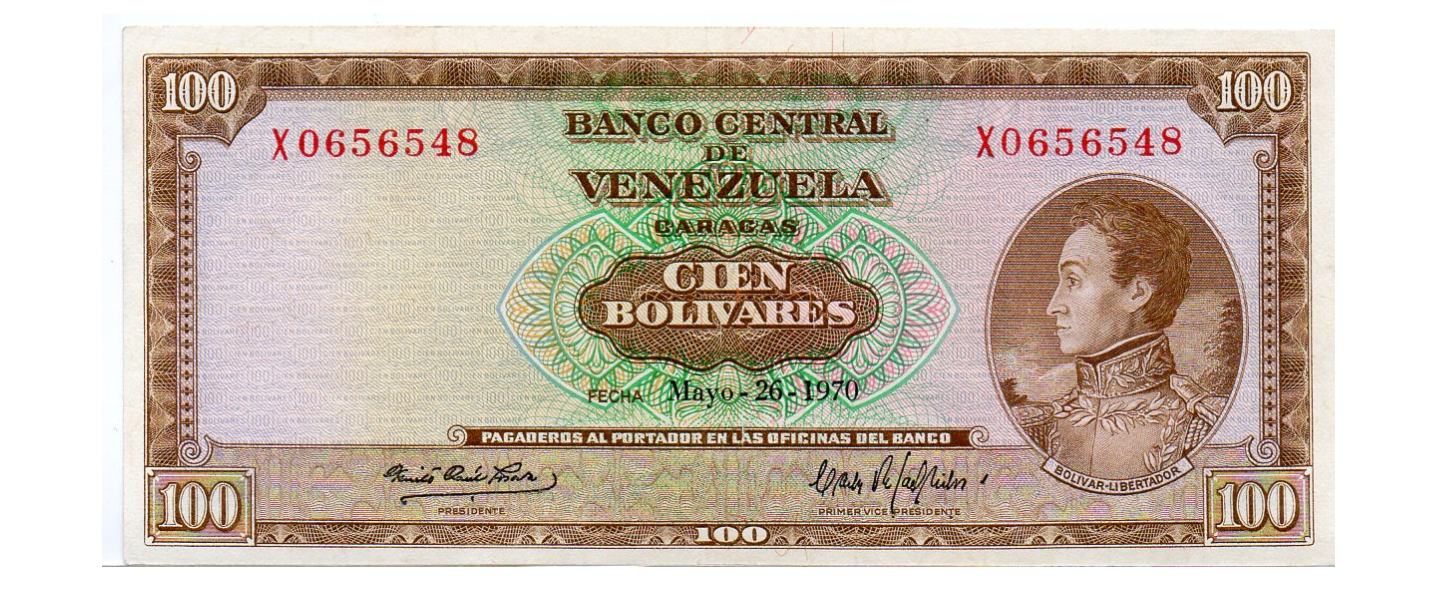 100 100
X0656548 X0656548
BANCO CENTRAL
DE
VENEZUELA
CARACAS
CIEN
BOLIVARES
FECHA Mayo-26-1970
PAGADEROS AL PORTADOR EN LAS OFICINAS DEL BANCO
BOLIVAR-LIBERTADOR
PRESIDENTE PRIMER VICE PRESIDENTE
100 100 100